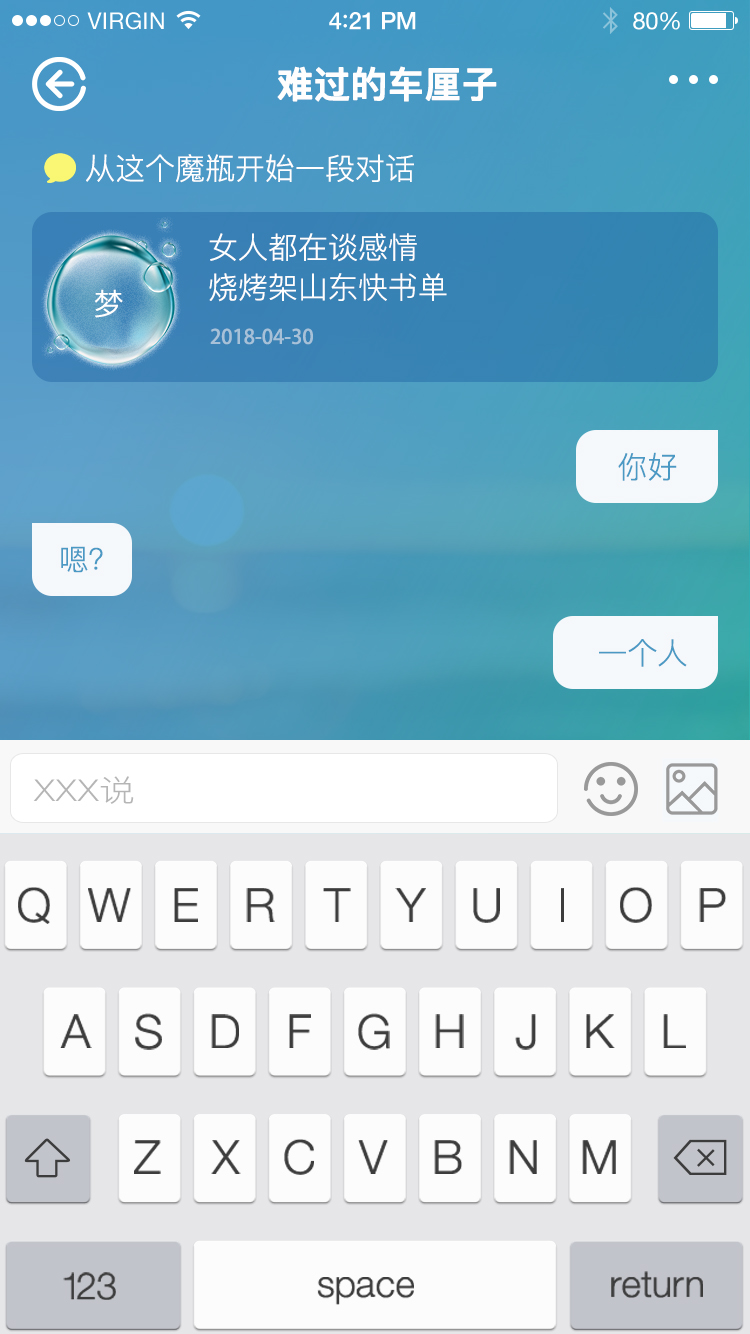 VIRGIN 4:21 PM 80%
难过的车厘子
从这个魔瓶开始一段对话
梦
女人都在谈感情
烧烤架山东快书单
2018-04-30
你好
嗯?
一个人
XXX说
Q W E R T Y U I O P
A S D F G H J K L
Z X C V B N M
123 space return